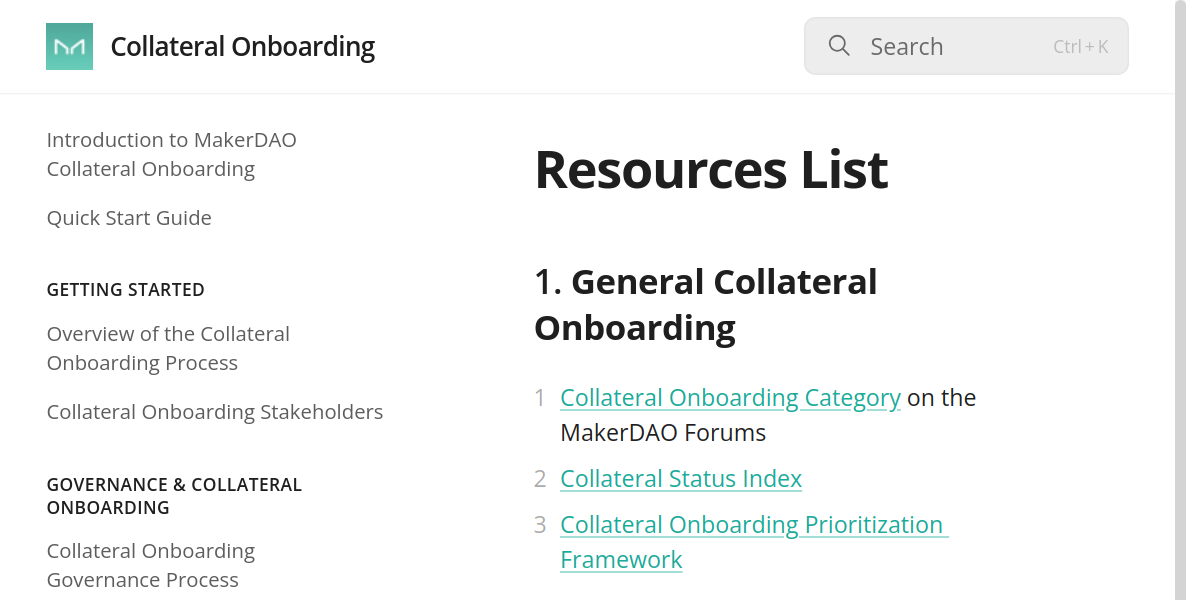 Collateral Onboarding
Search
Ctrl + K
Introduction to MakerDAO
Collateral Onboarding
Quick Start Guide
GETTING STARTED
Overview of the Collateral
Onboarding Process
Collateral Onboarding Stakeholders
GOVERNANCE & COLLATERAL
ONBOARDING
Collateral Onboarding
Governance Process
Resources List
1. General Collateral
Onboarding
1 Collateral Onboarding Category on the
MakerDAO Forums
2 Collateral Status Index
3 Collateral Onboarding Prioritization
Framework